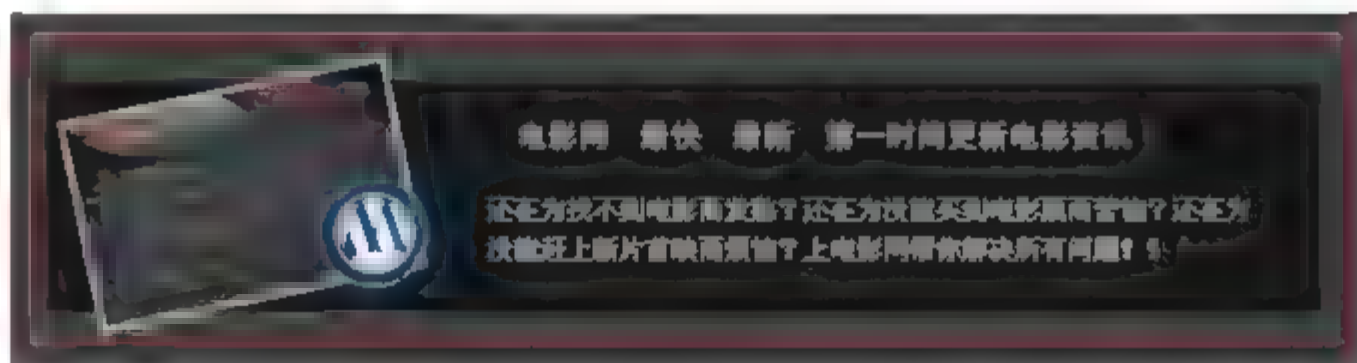 电影网 最快 最新 第一时间更新电影资讯
还在为找不到电影而发愁?还在为没能买到电影票而苦恼?还在为
没能赶上新片首映而烦恼?上电影网帮你解决所有问题!